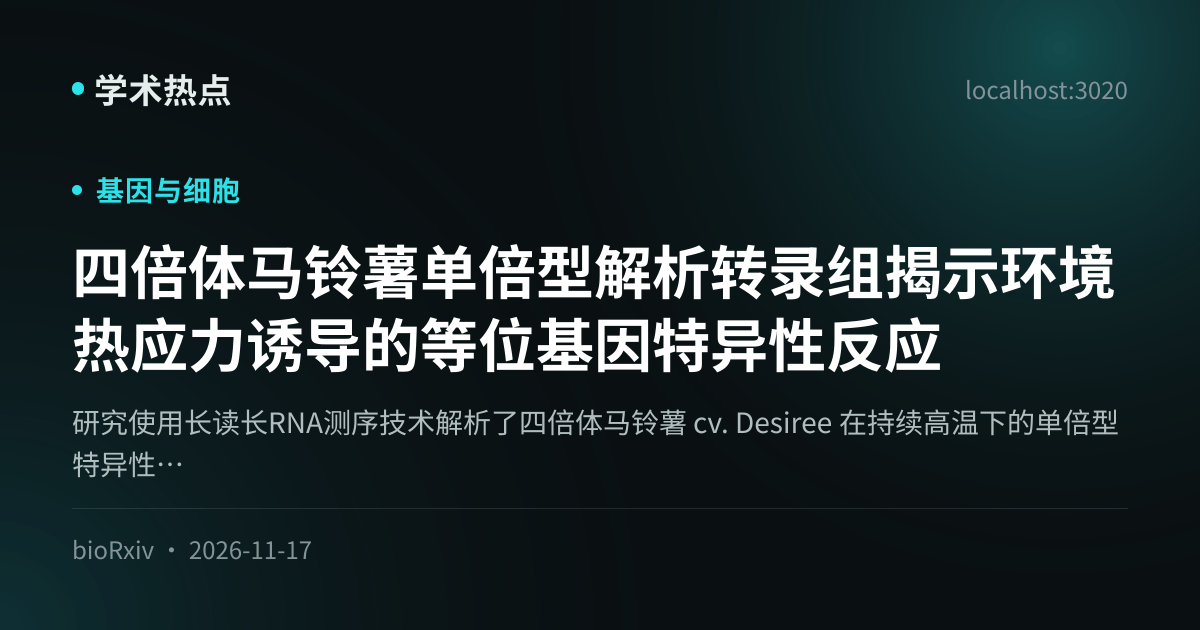 学术热点
localhost:3020
基因与细胞
四倍体马铃薯单倍型解析转录组揭示环境
热应力诱导的等位基因特异性反应
研究使用长读长RNA测序技术解析了四倍体马铃薯 cv. Desiree 在持续高温下的单倍型
特异性…
bioRxiv · 2026-11-17